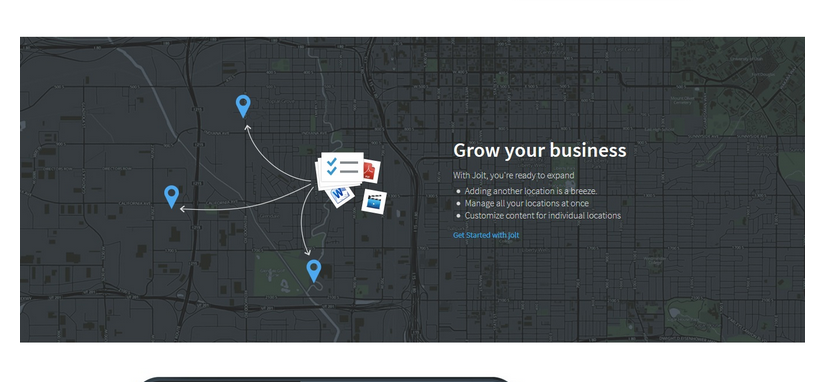 Grow your business
With Jolt, you're ready to expand
Adding another location is a breeze.
Manage all your locations at once
Customize content for individual locations
Get Started with Jolt
W